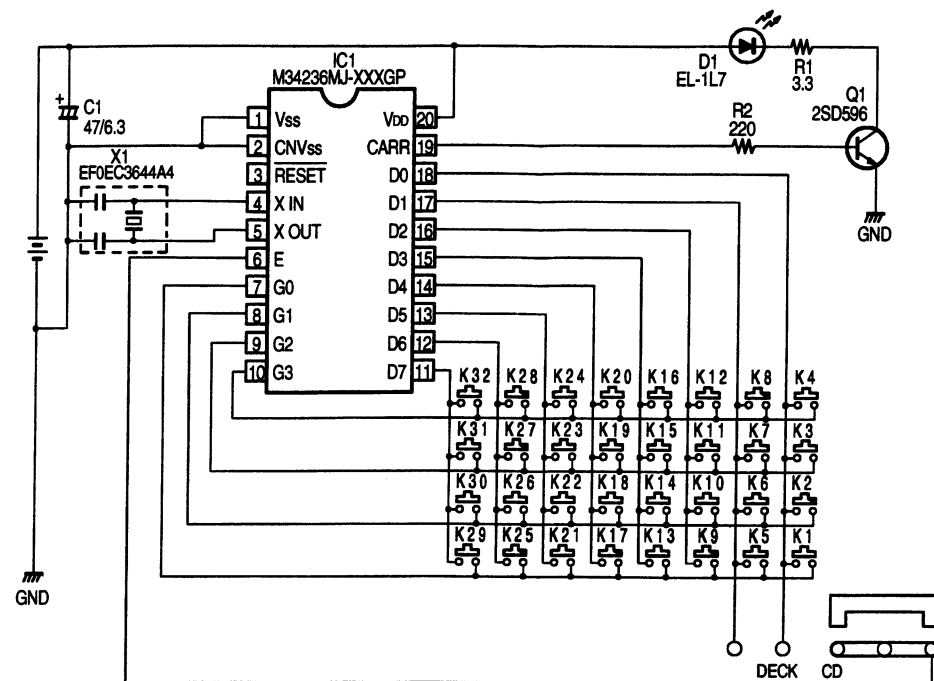 IC1
M34236MJ-XXXGP
D1
EL-1L7
R1
3.3
Q1
2SD596
R2
220
+
C1
47/6.3
X1
EF0EC3644A4
1 Vss
2 CNVss
3 RESET
4 X IN
5 X OUT
6 E
7 G0
8 G1
9 G2
10 G3
VDD 20
CARR 19
D0 18
D1 17
D2 16
D3 15
D4 14
D5 13
D6 12
D7 11
GND
K32 K28 K24 K20 K16 K12 K8 K4
K31 K27 K23 K19 K15 K11 K7 K3
K30 K26 K22 K18 K14 K10 K6 K2
K29 K25 K21 K17 K13 K9 K5 K1
GND
DECK CD